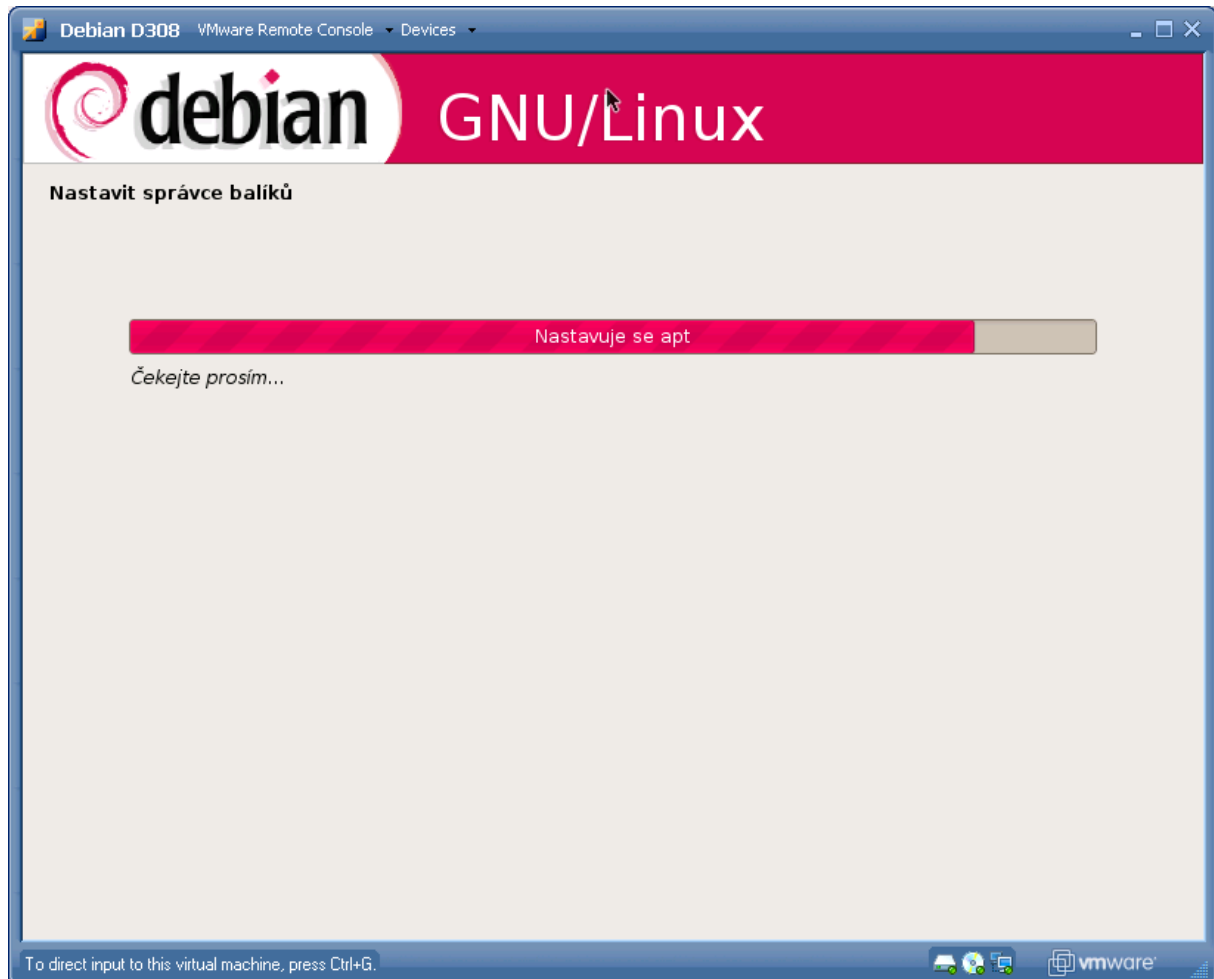 Debian D308 VMware Remote Console Devices
debian GNU/Linux
Nastavit správce balíků
Nastavuje se apt
Čekejte prosím...
To direct input to this virtual machine, press Ctrl+G.
vmware